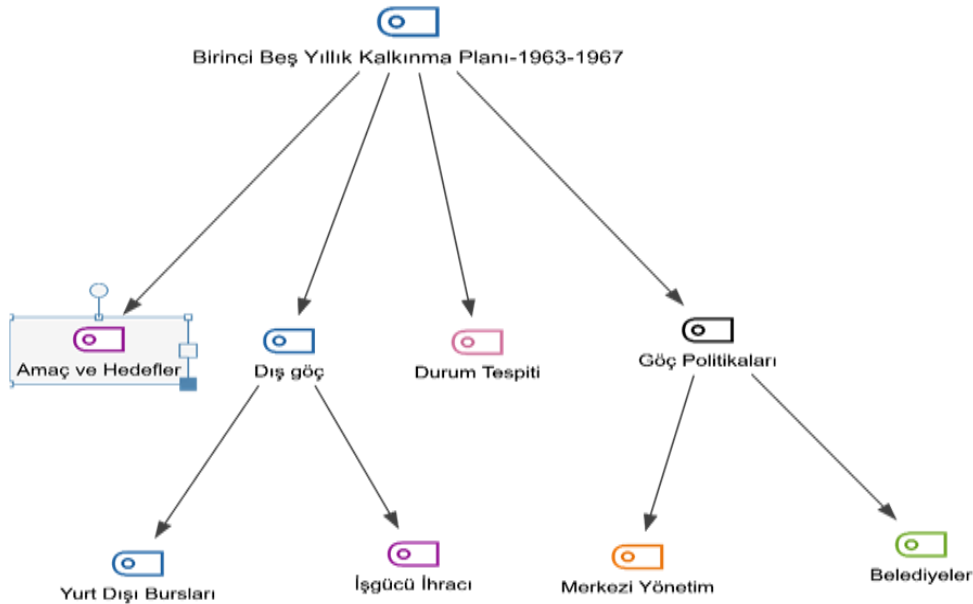 Birinci Beş Yıllık Kalkınma Planı-1963-1967
Amaç ve Hedefler
Dış göç
Durum Tespiti
Göç Politikaları
Yurt Dışı Bursları
İşgücü İhracı
Merkezi Yönetim
Belediyeler